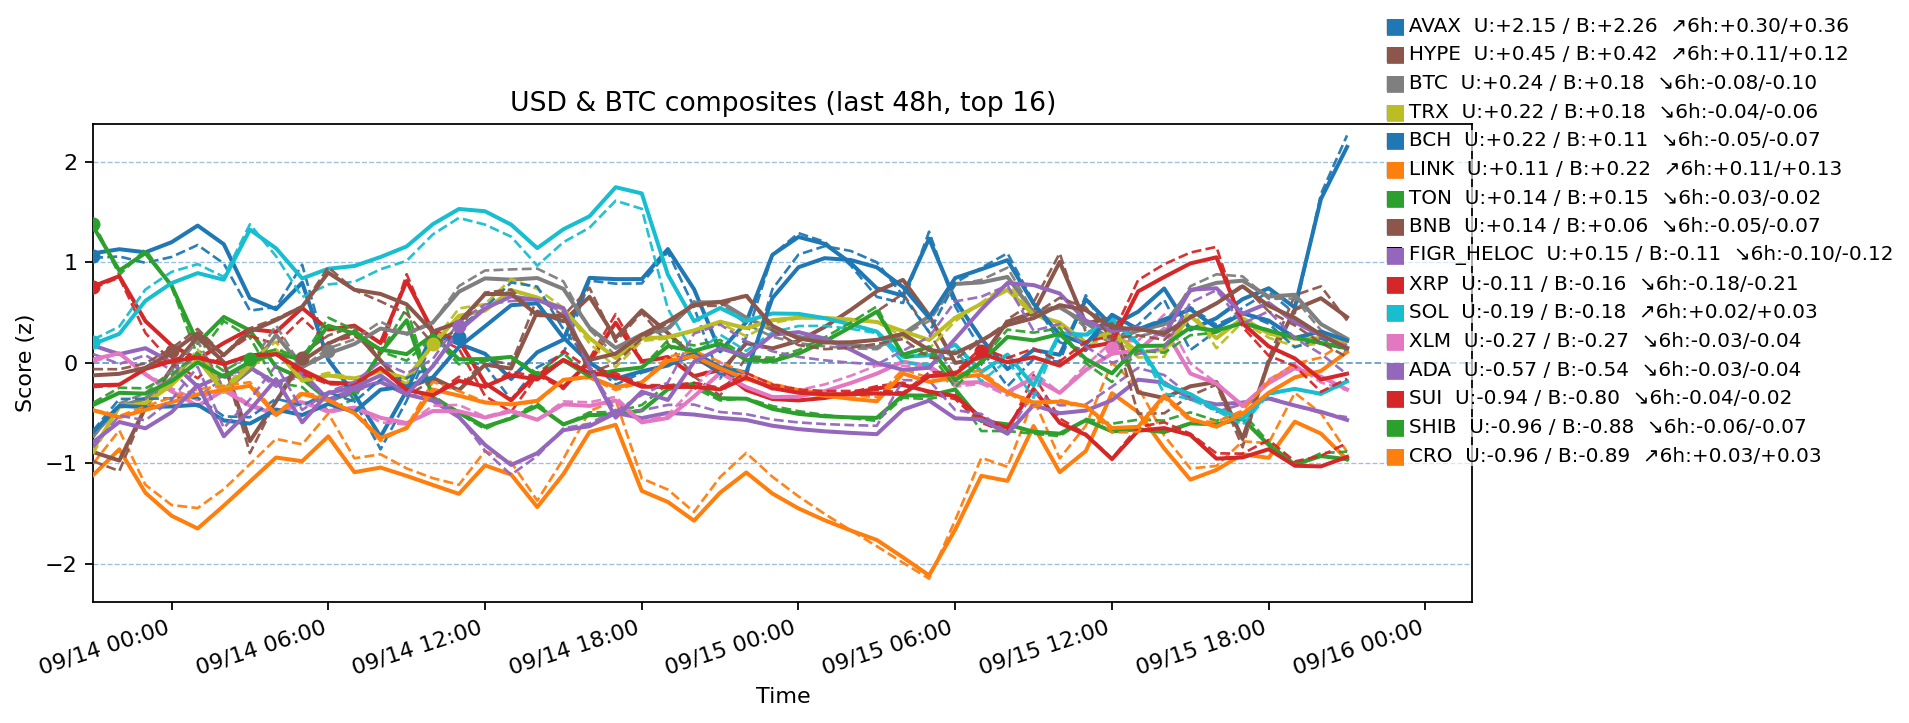 AVAX U:+2.15 / B:+2.26 ↗6h:+0.30/+0.36
HYPE U:+0.45 / B:+0.42 ↗6h:+0.11/+0.12
BTC U:+0.24 / B:+0.18 ↘6h:-0.08/-0.10
TRX U:+0.22 / B:+0.18 ↘6h:-0.04/-0.06
BCH U:+0.22 / B:+0.11 ↘6h:-0.05/-0.07
LINK U:+0.11 / B:+0.22 ↗6h:+0.11/+0.13
TON U:+0.14 / B:+0.15 ↘6h:-0.03/-0.02
BNB U:+0.14 / B:+0.06 ↘6h:-0.05/-0.07
FIGR_HELOC U:+0.15 / B:-0.11 ↘6h:-0.10/-0.12
XRP U:-0.11 / B:-0.16 ↘6h:-0.18/-0.21
SOL U:-0.19 / B:-0.18 ↗6h:+0.02/+0.03
XLM U:-0.27 / B:-0.27 ↘6h:-0.03/-0.04
ADA U:-0.57 / B:-0.54 ↘6h:-0.03/-0.04
SUI U:-0.94 / B:-0.80 ↘6h:-0.04/-0.02
SHIB U:-0.96 / B:-0.88 ↘6h:-0.06/-0.07
CRO U:-0.96 / B:-0.89 ↗6h:+0.03/+0.03
USD & BTC composites (last 48h, top 16)
Score (z)
2
1
0
−1
−2
09/14 00:00
09/14 06:00
09/14 12:00
09/14 18:00
09/15 00:00
09/15 06:00
09/15 12:00
09/15 18:00
09/16 00:00
Time